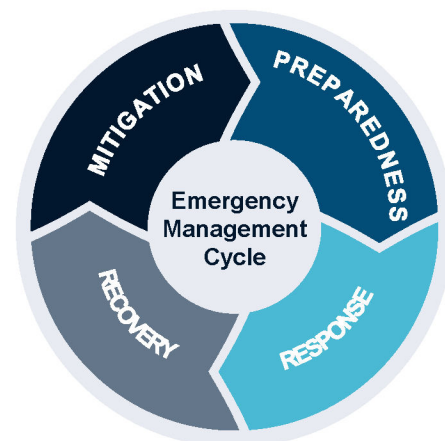 MITIGATION
PREPAREDNESS
Emergency
Management
Cycle
RECOVERY
RESPONSE